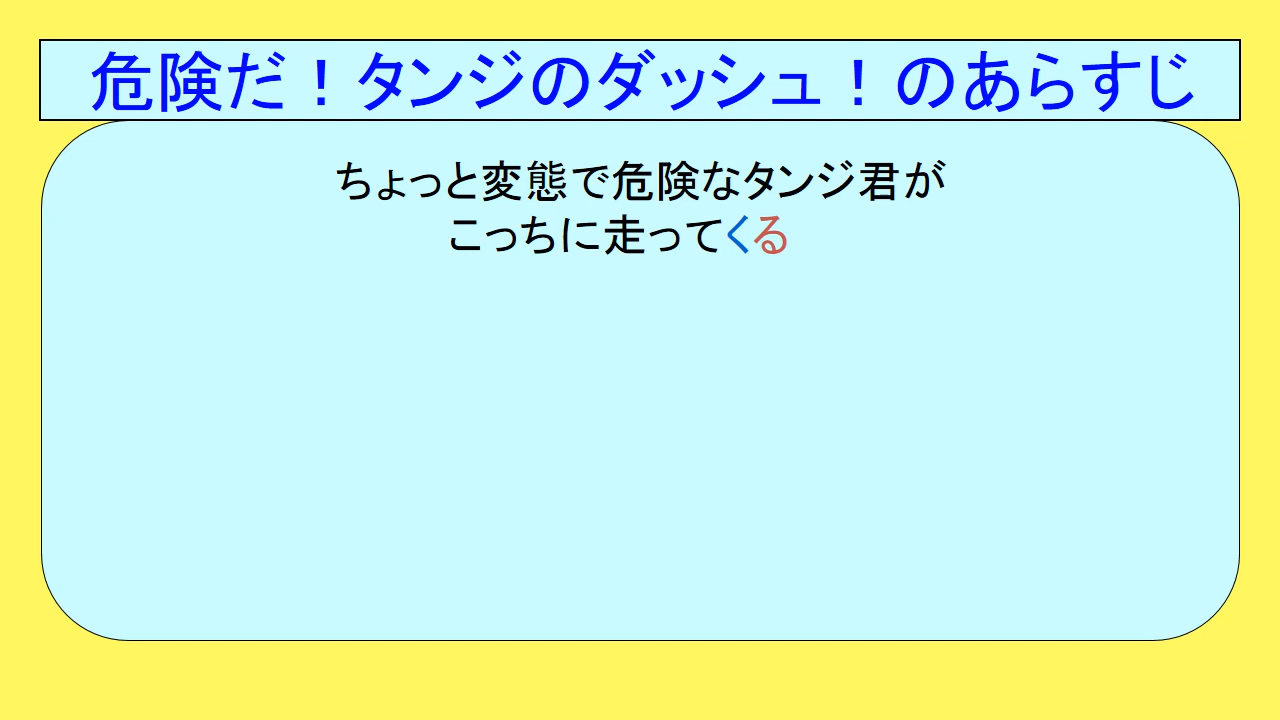 危険だ！タンジのダッシュ！のあらすじ
ちょっと変態で危険なタンジ君が
こっちに走ってくる